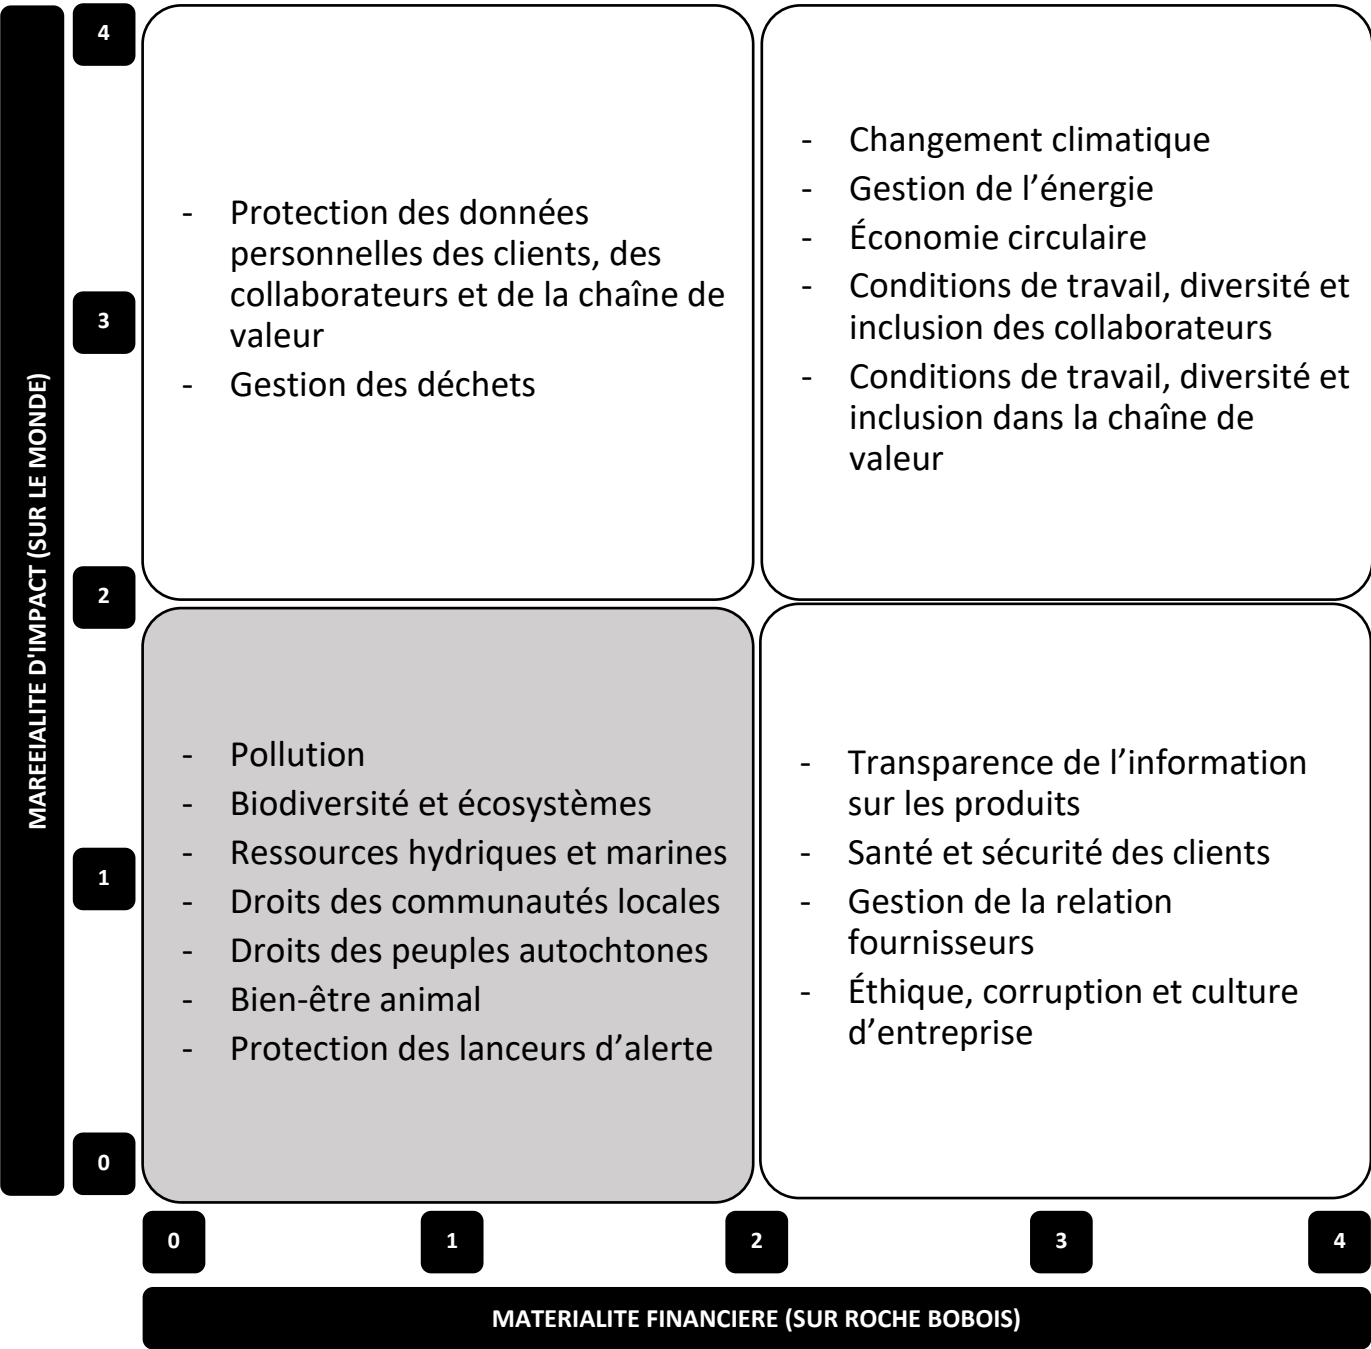 MAREEIALITE D'IMPACT (SUR LE MONDE)
4
3
2
1
0
- Protection des données
personnelles des clients, des
collaborateurs et de la chaîne de
valeur
- Gestion des déchets
- Changement climatique
- Gestion de l’énergie
- Économie circulaire
- Conditions de travail, diversité et
inclusion des collaborateurs
- Conditions de travail, diversité et
inclusion dans la chaîne de
valeur
- Pollution
- Biodiversité et écosystèmes
- Ressources hydriques et marines
- Droits des communautés locales
- Droits des peuples autochtones
- Bien-être animal
- Protection des lanceurs d’alerte
- Transparence de l’information
sur les produits
- Santé et sécurité des clients
- Gestion de la relation
fournisseurs
- Éthique, corruption et culture
d’entreprise
0 1 2 3 4
MATERIALITE FINANCIERE (SUR ROCHE BOBOIS)